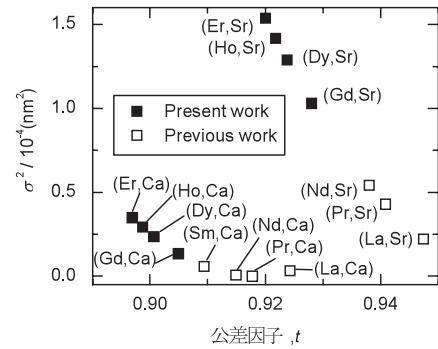 σ² / 10⁻⁴(nm²)
1.5
1.0
0.5
0.0
(Er,Sr)
(Ho,Sr)
(Dy,Sr)
(Gd,Sr)
Present work
Previous work
(Er,Ca)
(Ho,Ca)
(Dy,Ca)
(Sm,Ca)
(Nd,Ca)
(Gd,Ca)
(Pr,Ca)
(La,Ca)
(Nd,Sr)
(Pr,Sr)
(La,Sr)
0.90
0.92
0.94
公差因子 ,t